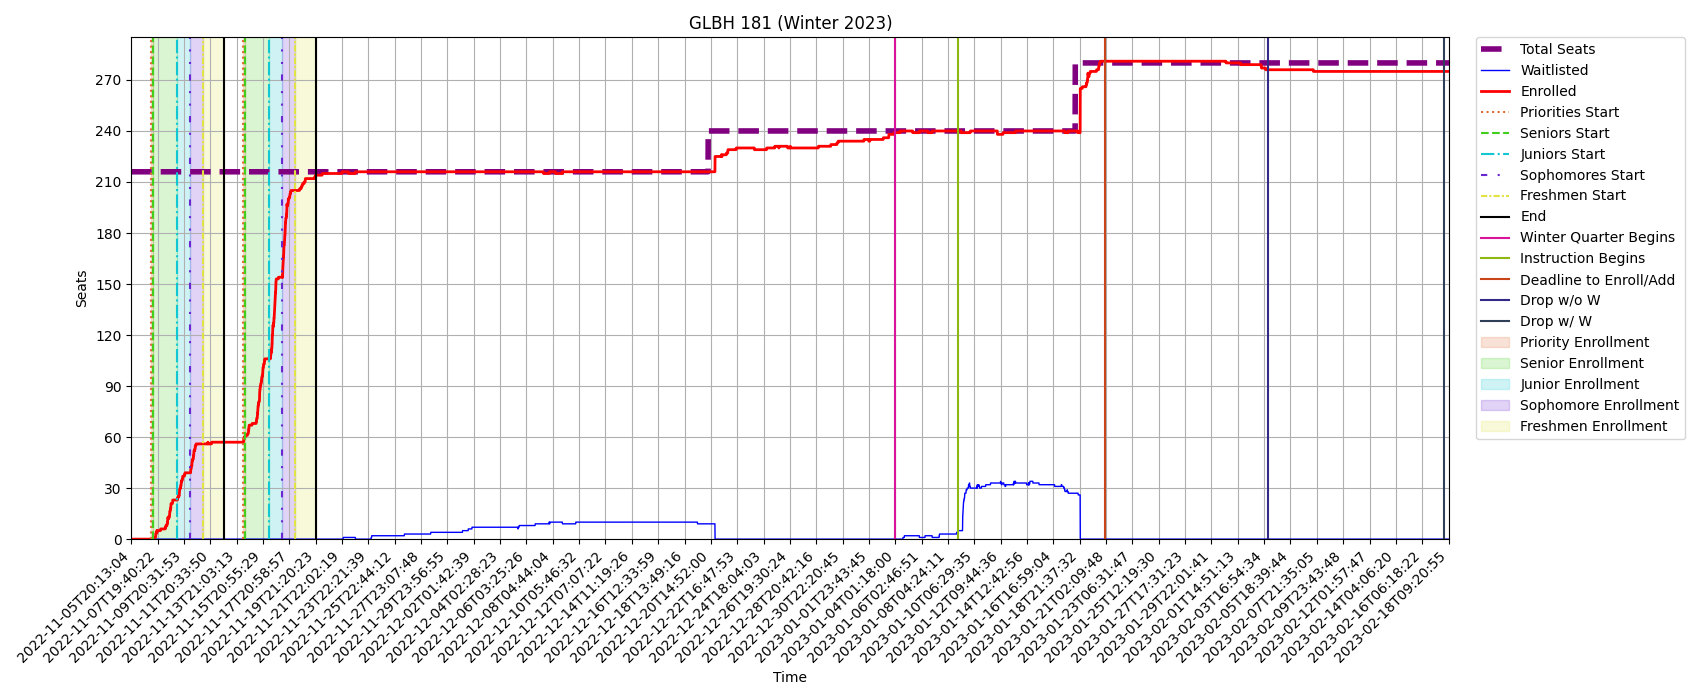 GLBH 181 (Winter 2023)
Seats
270
240
210
180
150
120
90
60
30
0
2022-11-05T20:13:04
2022-11-07T19:40:22
2022-11-09T20:31:53
2022-11-11T20:33:50
2022-11-13T21:03:13
2022-11-15T20:55:29
2022-11-17T20:58:57
2022-11-19T21:20:23
2022-11-21T22:02:19
2022-11-23T22:21:39
2022-11-25T22:44:12
2022-11-27T23:07:48
2022-11-29T23:56:55
2022-12-02T01:42:39
2022-12-04T02:28:23
2022-12-06T03:25:26
2022-12-08T04:44:04
2022-12-10T05:46:32
2022-12-12T07:07:22
2022-12-14T11:19:26
2022-12-16T12:33:59
2022-12-18T13:49:16
2022-12-20T14:52:00
2022-12-22T16:47:53
2022-12-24T18:04:03
2022-12-26T19:30:24
2022-12-28T20:42:16
2022-12-30T22:20:45
2023-01-01T23:43:45
2023-01-04T01:18:00
2023-01-06T02:46:51
2023-01-08T04:24:11
2023-01-10T06:29:35
2023-01-12T09:44:36
2023-01-14T12:42:56
2023-01-16T16:59:04
2023-01-18T21:37:32
2023-01-21T02:09:48
2023-01-23T06:31:47
2023-01-25T12:19:30
2023-01-27T17:31:23
2023-01-29T22:01:41
2023-02-01T14:51:13
2023-02-03T16:54:34
2023-02-05T18:39:44
2023-02-07T21:35:05
2023-02-09T23:43:48
2023-02-12T01:57:47
2023-02-14T04:06:20
2023-02-16T06:18:22
2023-02-18T09:20:55
Time
Total Seats
Waitlisted
Enrolled
Priorities Start
Seniors Start
Juniors Start
Sophomores Start
Freshmen Start
End
Winter Quarter Begins
Instruction Begins
Deadline to Enroll/Add
Drop w/o W
Drop w/ W
Priority Enrollment
Senior Enrollment
Junior Enrollment
Sophomore Enrollment
Freshmen Enrollment